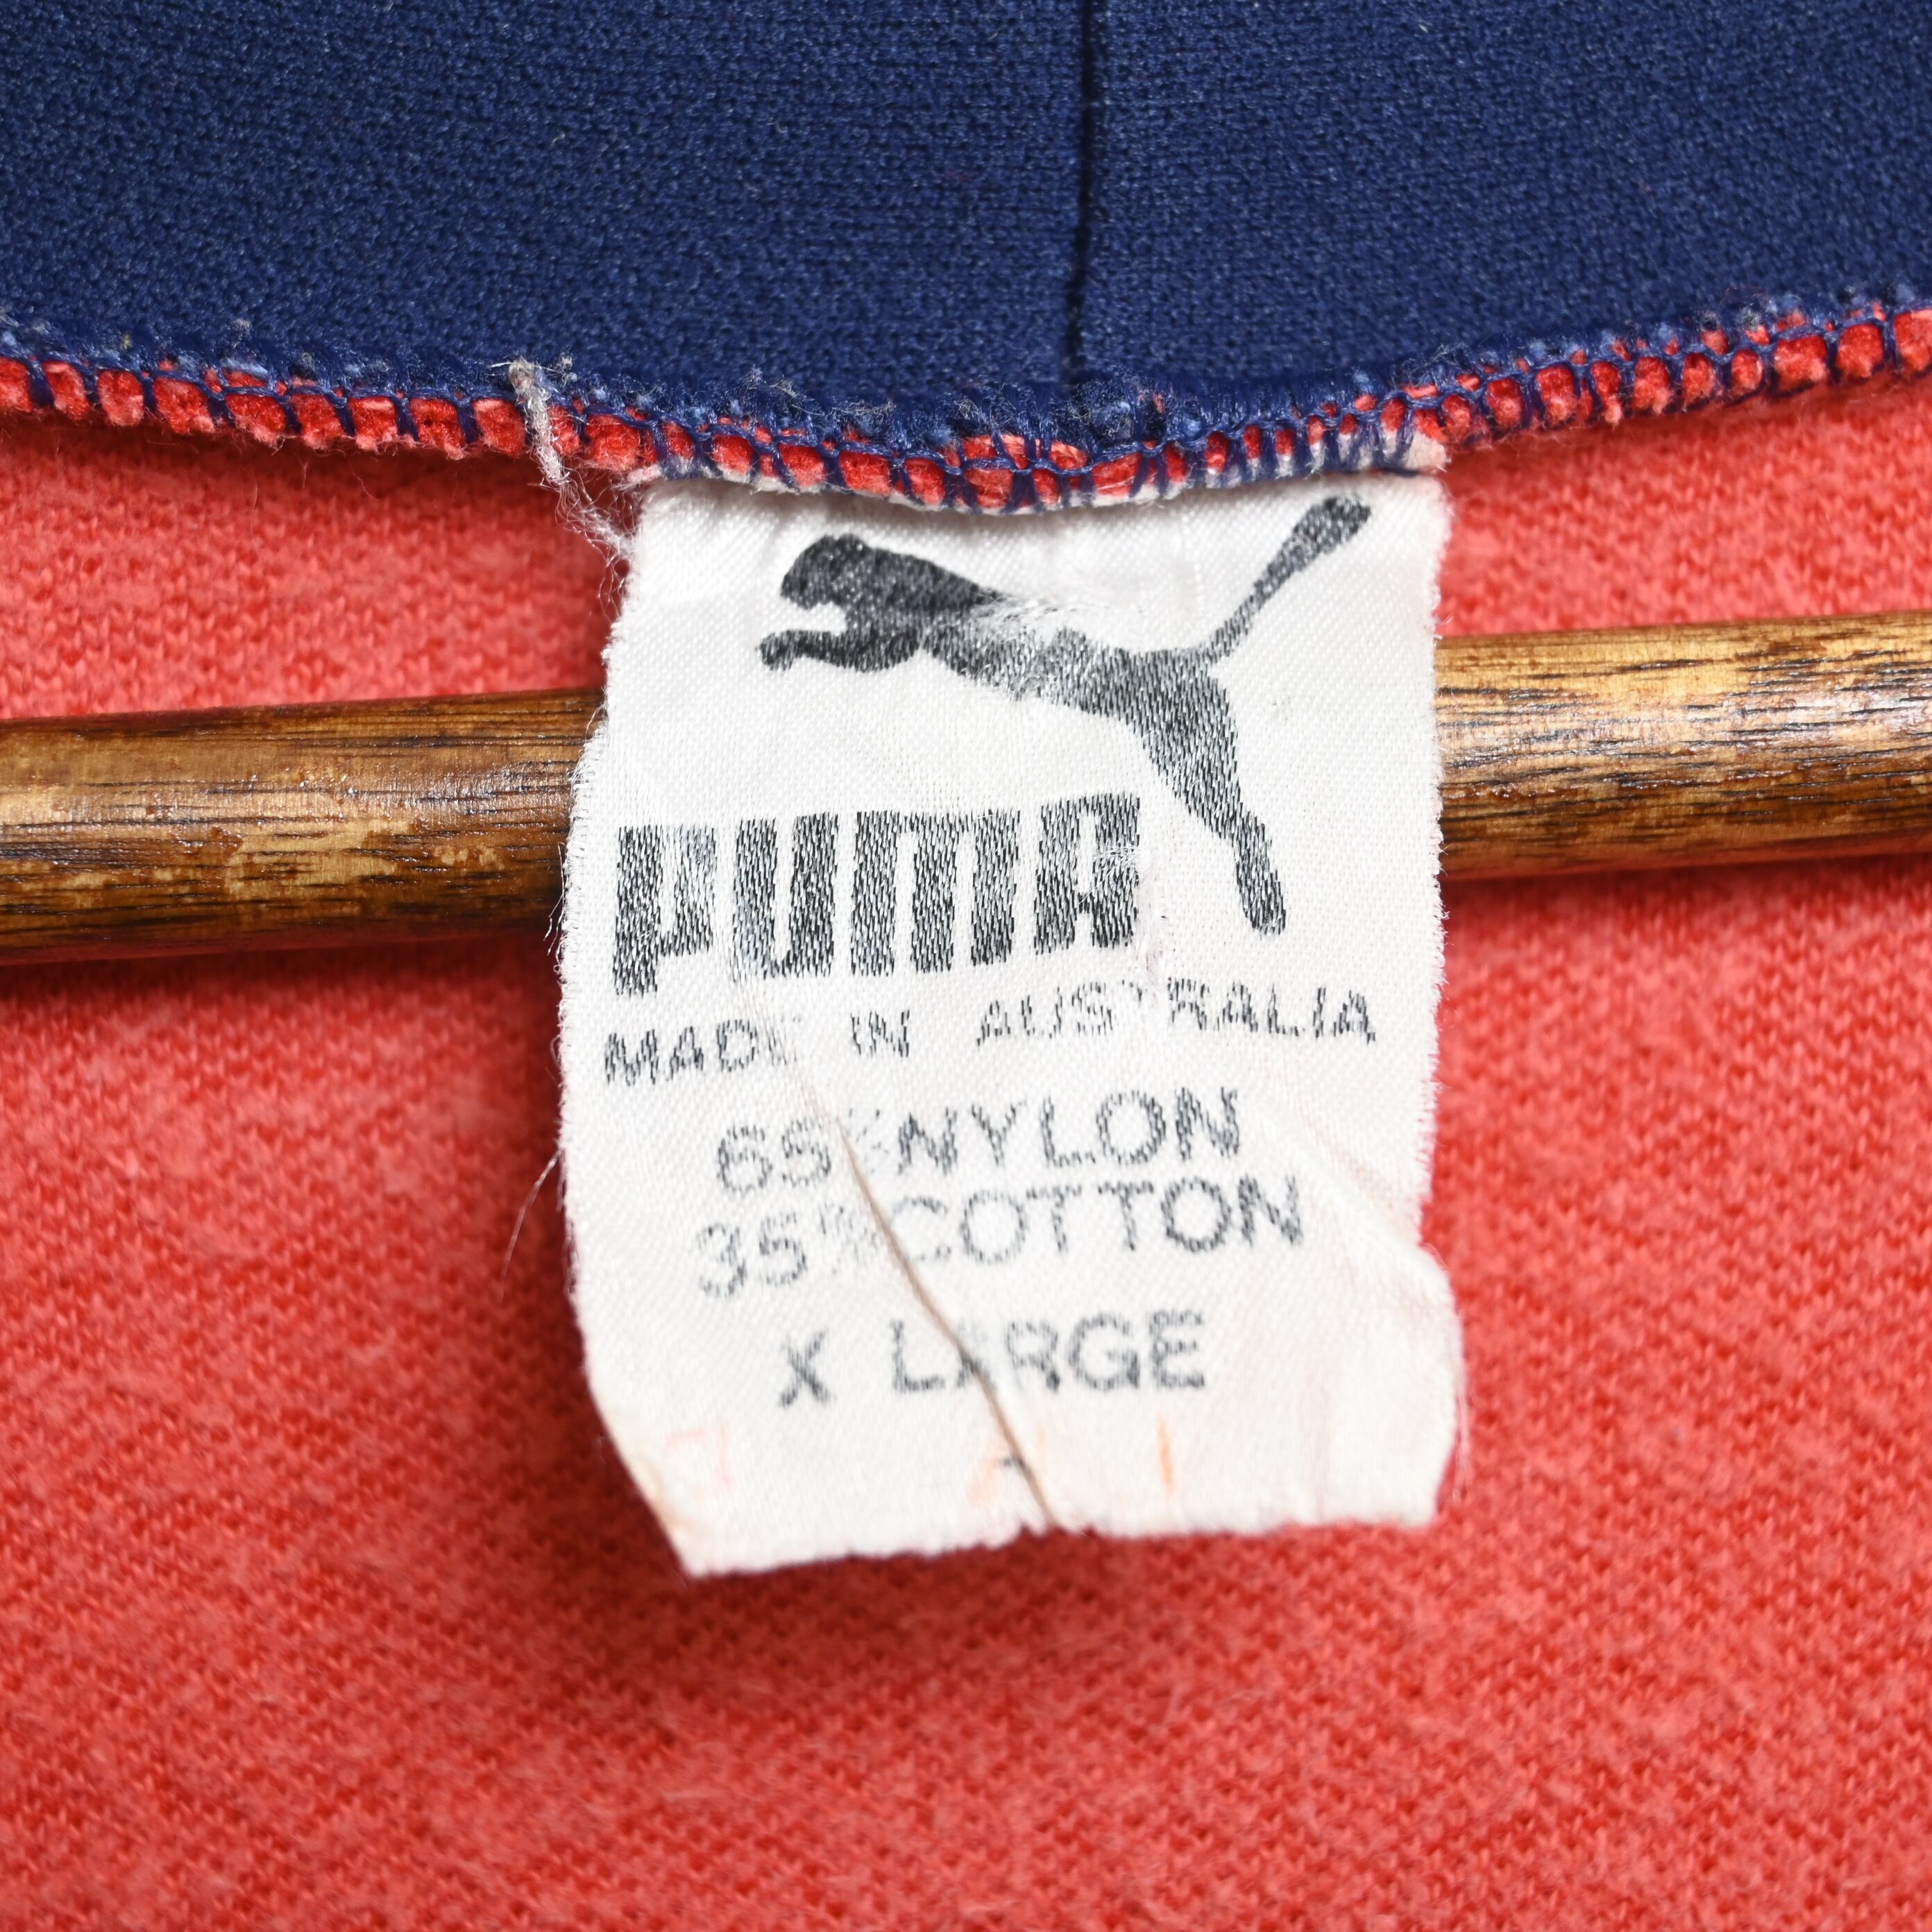 PUMA
MADE IN AUSTRALIA
65% NYLON
35% COTTON
X LARGE